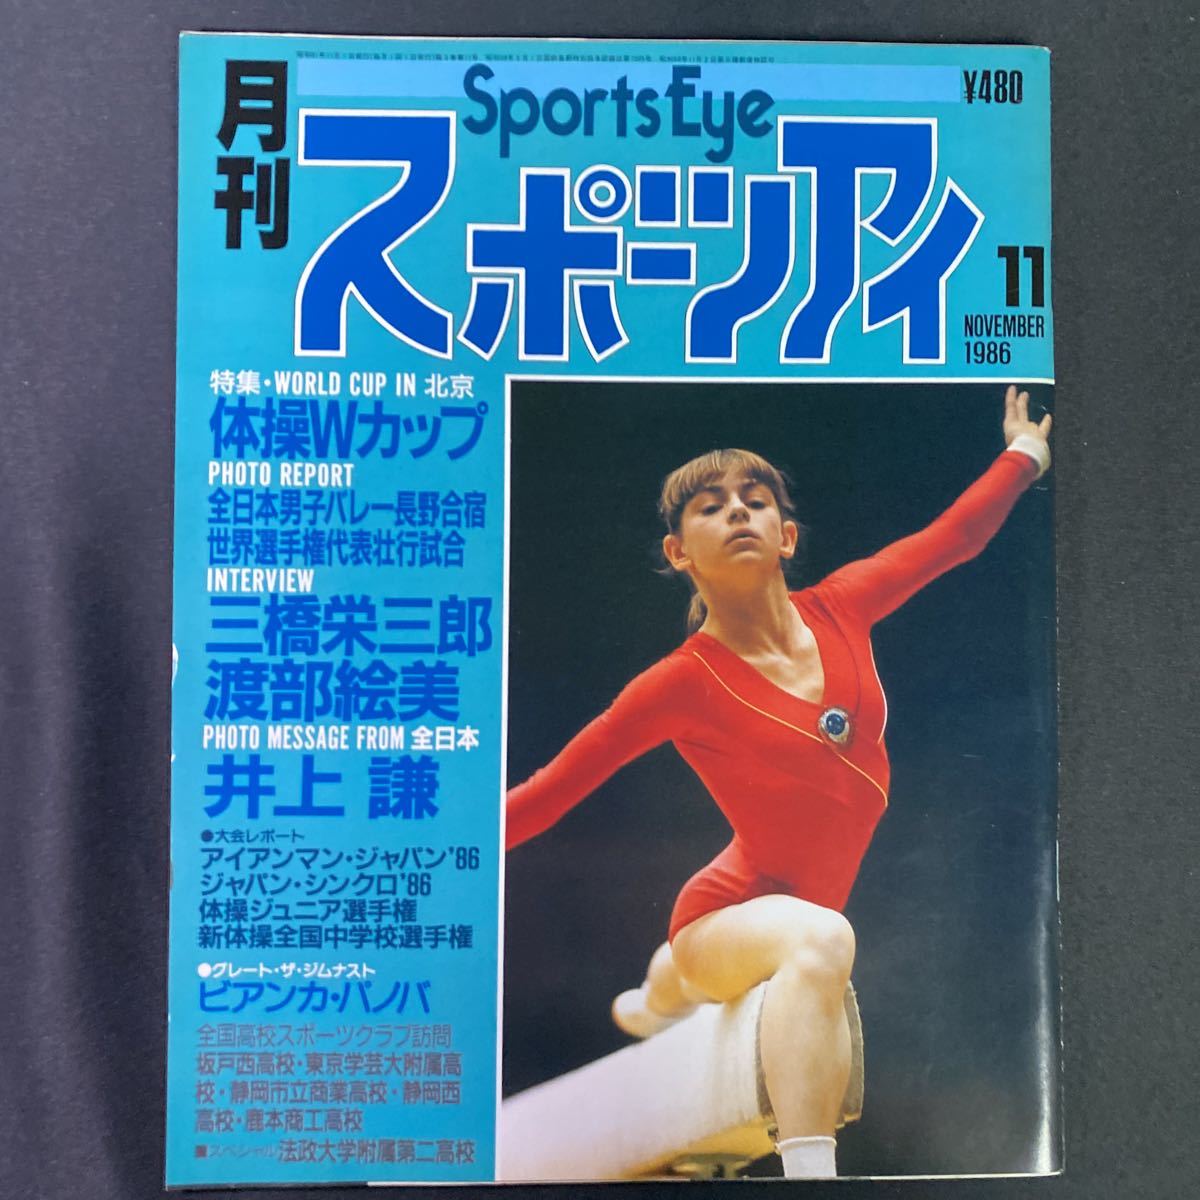 Sports Eye
¥480
月刊
スポーツアイ
11
NOVEMBER
1986
特集・WORLD CUP IN 北京
体操Wカップ
PHOTO REPORT
全日本男子バレー長野合宿
世界選手権代表壮行試合
INTERVIEW
三橋栄三郎
渡部絵美
PHOTO MESSAGE FROM 全日本
井上 謙
●大会レポート
アイアンマン・ジャパン'86
ジャパン・シンクロ'86
体操ジュニア選手権
新体操全国中学校選手権
●グレート・ザ・ジムナスト
ビアンカ・パノバ
全国高校スポーツクラブ訪問
坂戸西高校・東京学芸大附属高
校・静岡市立商業高校・静岡西
高校・鹿本商工高校
■スペシャル 法政大学附属第二高校